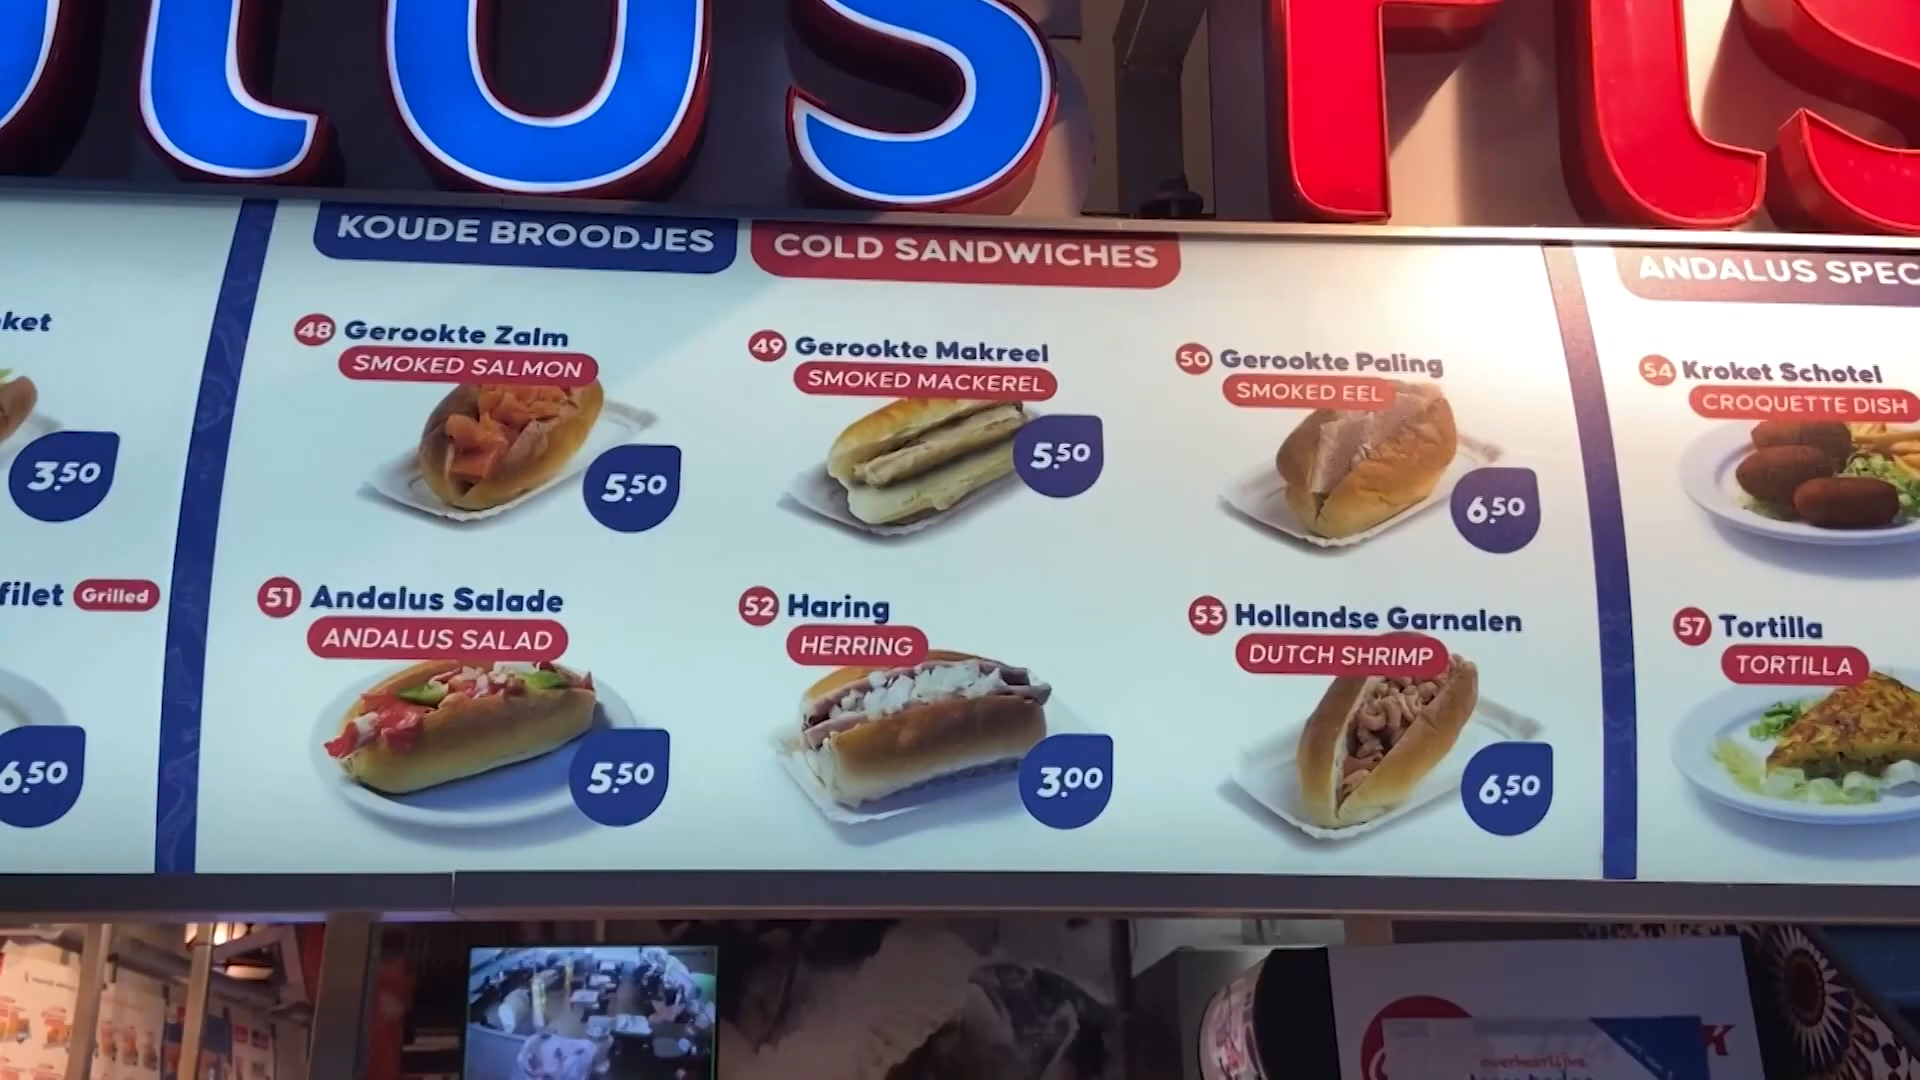 KOUDE BROODJES
COLD SANDWICHES
ANDALUS
3.50
Grilled
6.50
48 Gerookte Zalm
SMOKED SALMON
5.50
49 Gerookte Makreel
SMOKED MACKEREL
5.50
50 Gerookte Paling
SMOKED EEL
6.50
51 Andalus Salade
ANDALUS SALAD
5.50
52 Haring
HERRING
3.00
53 Hollandse Garnalen
DUTCH SHRIMP
6.50
54 Kroket Schotel
CROQUETTE DISH
57 Tortilla
TORTILLA
overheerlijke